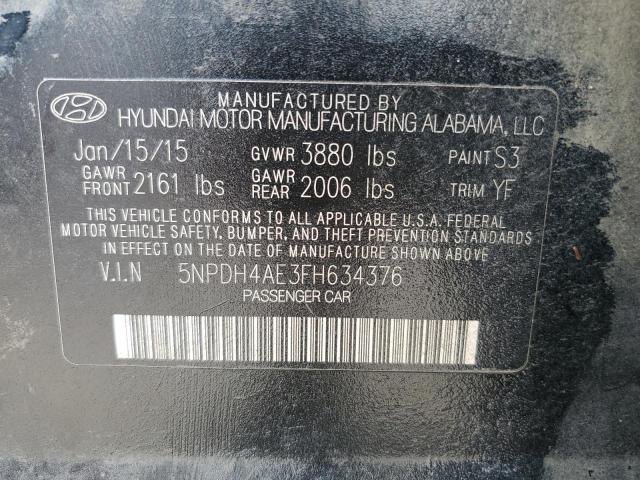 MANUFACTURED BY
HYUNDAI MOTOR MANUFACTURING ALABAMA, LLC
Jan/15/15 GVWR 3880 lbs PAINT S3
GAWR FRONT 2161 lbs GAWR REAR 2006 lbs TRIM YF
THIS VEHICLE CONFORMS TO ALL APPLICABLE U.S.A. FEDERAL
MOTOR VEHICLE SAFETY, BUMPER, AND THEFT PREVENTION STANDARDS
IN EFFECT ON THE DATE OF MANUFACTURE SHOWN ABOVE
V.I.N 5NPDH4AE3FH634376
PASSENGER CAR